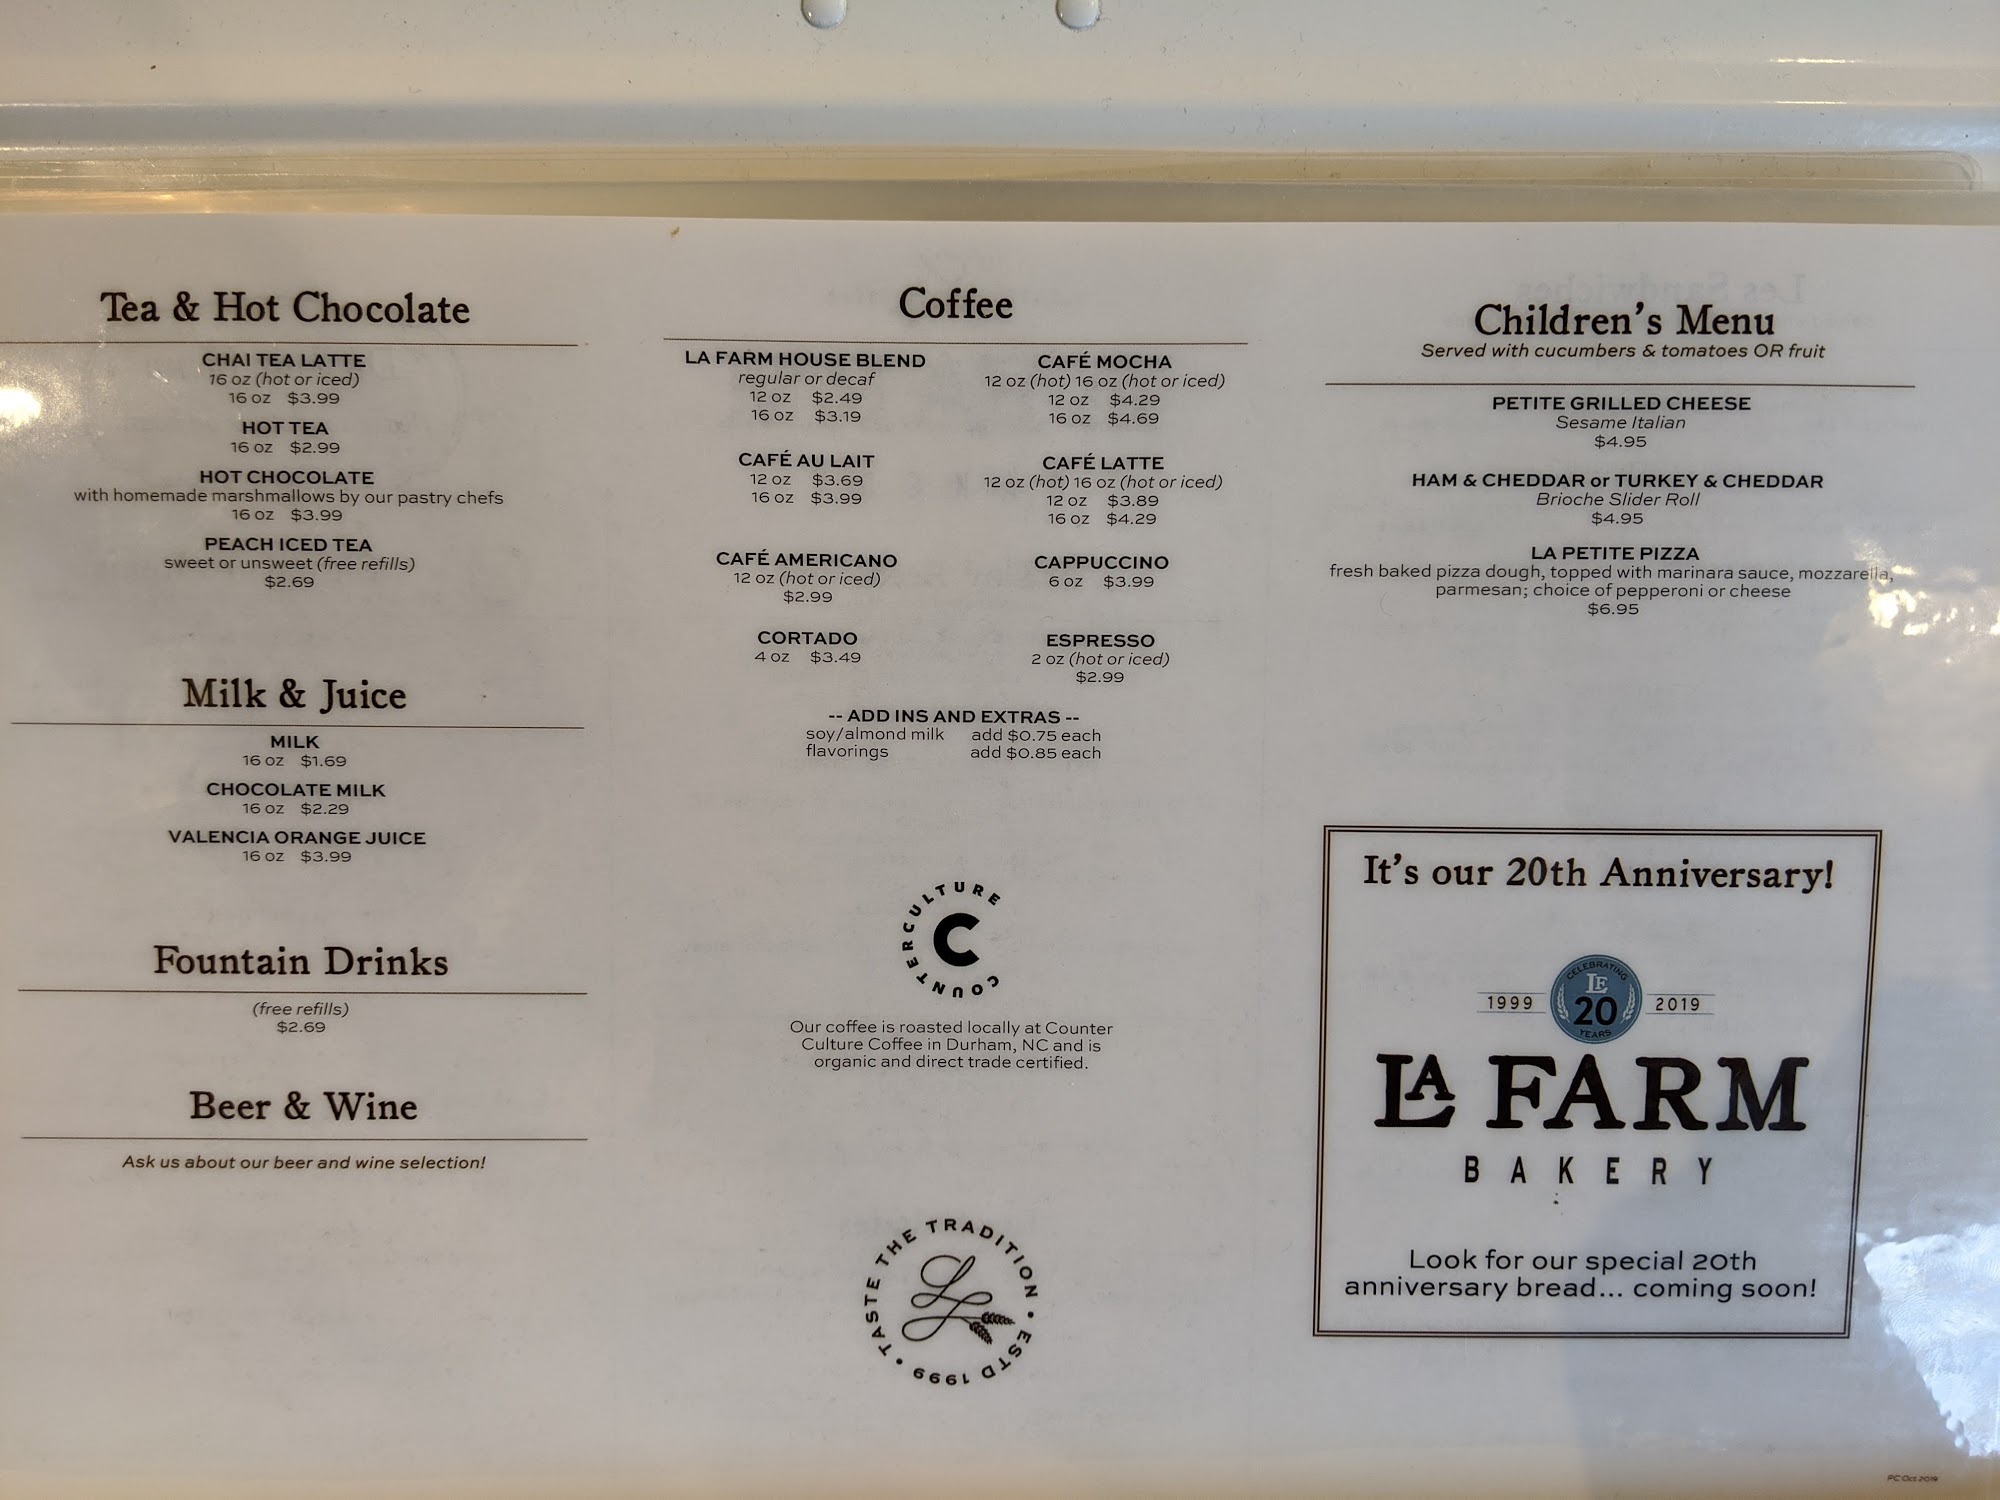 Tea & Hot Chocolate
CHAI TEA LATTE
16 oz (hot or iced)
16 oz $3.99
HOT TEA
16 oz $2.99
HOT CHOCOLATE
with homemade marshmallows by our pastry chefs
16 oz $3.99
PEACH ICED TEA
sweet or unsweet (free refills)
$2.69
Milk & Juice
MILK
16 oz $1.69
CHOCOLATE MILK
16 oz $2.29
VALENCIA ORANGE JUICE
16 oz $3.99
Fountain Drinks
(free refills)
$2.69
Beer & Wine
Ask us about our beer and wine selection!
Coffee
LA FARM HOUSE BLEND
regular or decaf
12 oz $2.49
16 oz $3.19
CAFÉ AU LAIT
12 oz $3.69
16 oz $3.99
CAFÉ AMERICANO
12 oz (hot or iced)
$2.99
CORTADO
4 oz $3.49
CAFÉ MOCHA
12 oz (hot) 16 oz (hot or iced)
12 oz $4.29
16 oz $4.69
CAFÉ LATTE
12 oz (hot) 16 oz (hot or iced)
12 oz $3.89
16 oz $4.29
CAPPUCCINO
6 oz $3.99
ESPRESSO
2 oz (hot or iced)
$2.99
-- ADD INS AND EXTRAS --
soy/almond milk add $0.75 each
flavorings add $0.85 each
COUNTERCULTURE
C
COUNTER CULTURE
Our coffee is roasted locally at Counter
Culture Coffee in Durham, NC and is
organic and direct trade certified.
TASTE THE TRADITION • ESTD 1999 •
LF
Children's Menu
Served with cucumbers & tomatoes OR fruit
PETITE GRILLED CHEESE
Sesame Italian
$4.95
HAM & CHEDDAR or TURKEY & CHEDDAR
Brioche Slider Roll
$4.95
LA PETITE PIZZA
fresh baked pizza dough, topped with marinara sauce, mozzarella,
parmesan; choice of pepperoni or cheese
$6.95
It's our 20th Anniversary!
CELEBRATING
LF
1999 20 2019
YEARS
LA FARM
BAKERY
Look for our special 20th
anniversary bread... coming soon!
PC Oct 2019